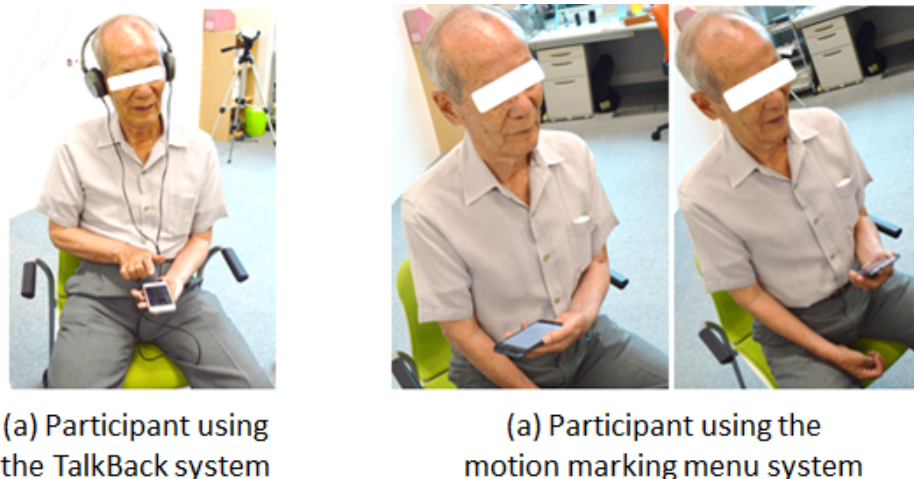 (a) Participant using
the TalkBack system
(a) Participant using the
motion marking menu system